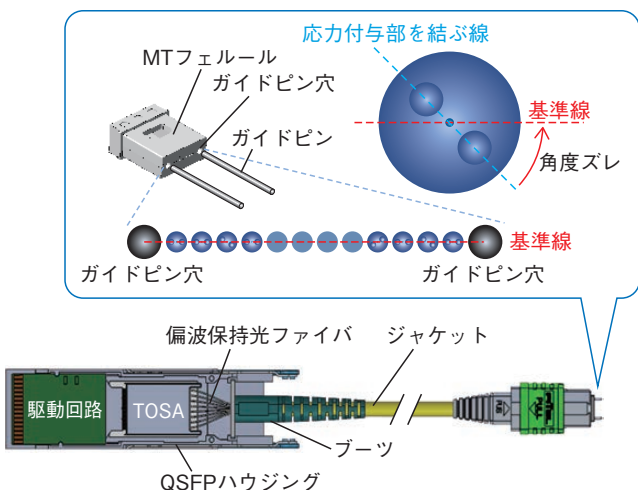 応力付与部を結ぶ線
MTフェルール
ガイドピン穴
ガイドピン
基準線
角度ズレ
基準線
ガイドピン穴
ガイドピン穴
偏波保持光ファイバ
ジャケット
駆動回路
TOSA
PULL
ブーツ
QSFPハウジング